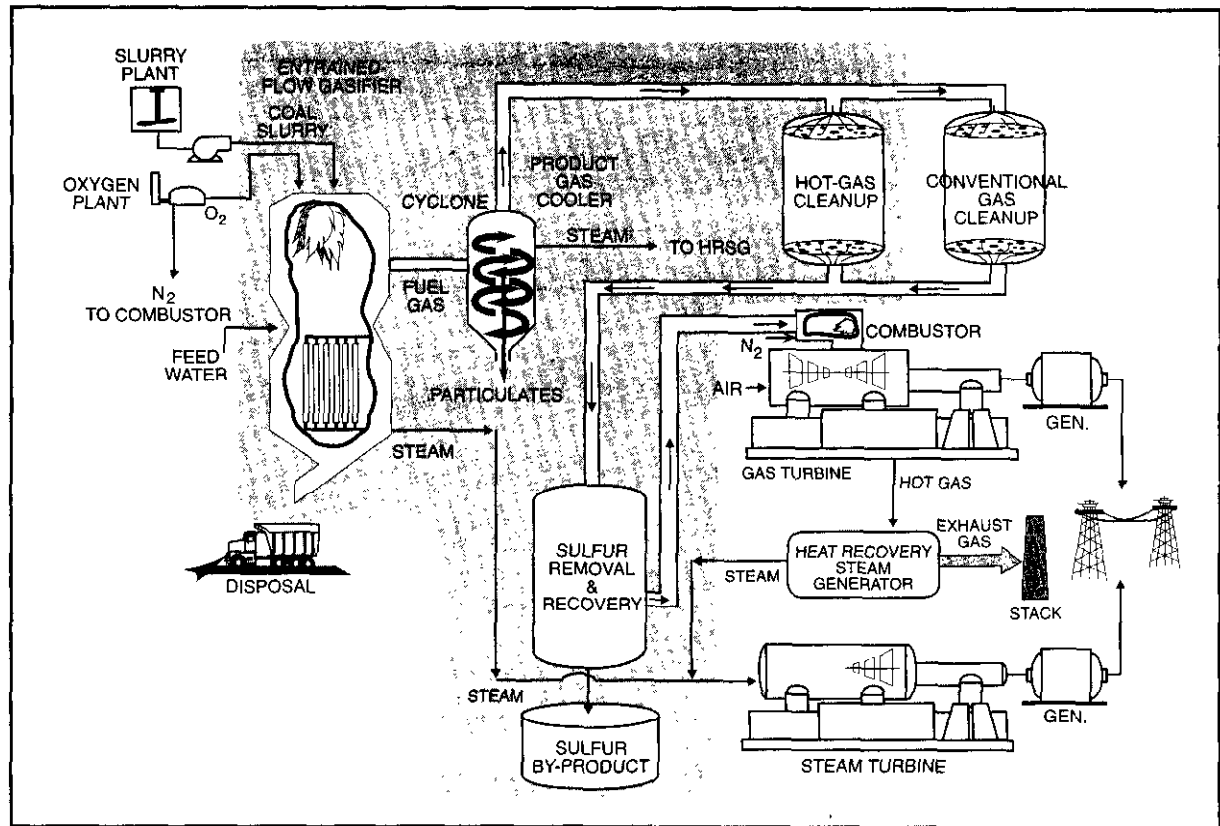 SLURRY
PLANT
ENTRAINED-
FLOW GASIFIER
COAL
SLURRY
OXYGEN
PLANT
O2
N2
TO COMBUSTOR
FEED
WATER
CYCLONE
PRODUCT
GAS
COOLER
STEAM
TO HRSG
FUEL
GAS
PARTICULATES
STEAM
HOT-GAS
CLEANUP
CONVENTIONAL
GAS
CLEANUP
COMBUSTOR
N2
AIR
GEN.
GAS TURBINE
HOT GAS
EXHAUST
GAS
HEAT RECOVERY
STEAM
GENERATOR
STEAM
STACK
DISPOSAL
SULFUR
REMOVAL
&
RECOVERY
STEAM
SULFUR
BY-PRODUCT
GEN.
STEAM TURBINE